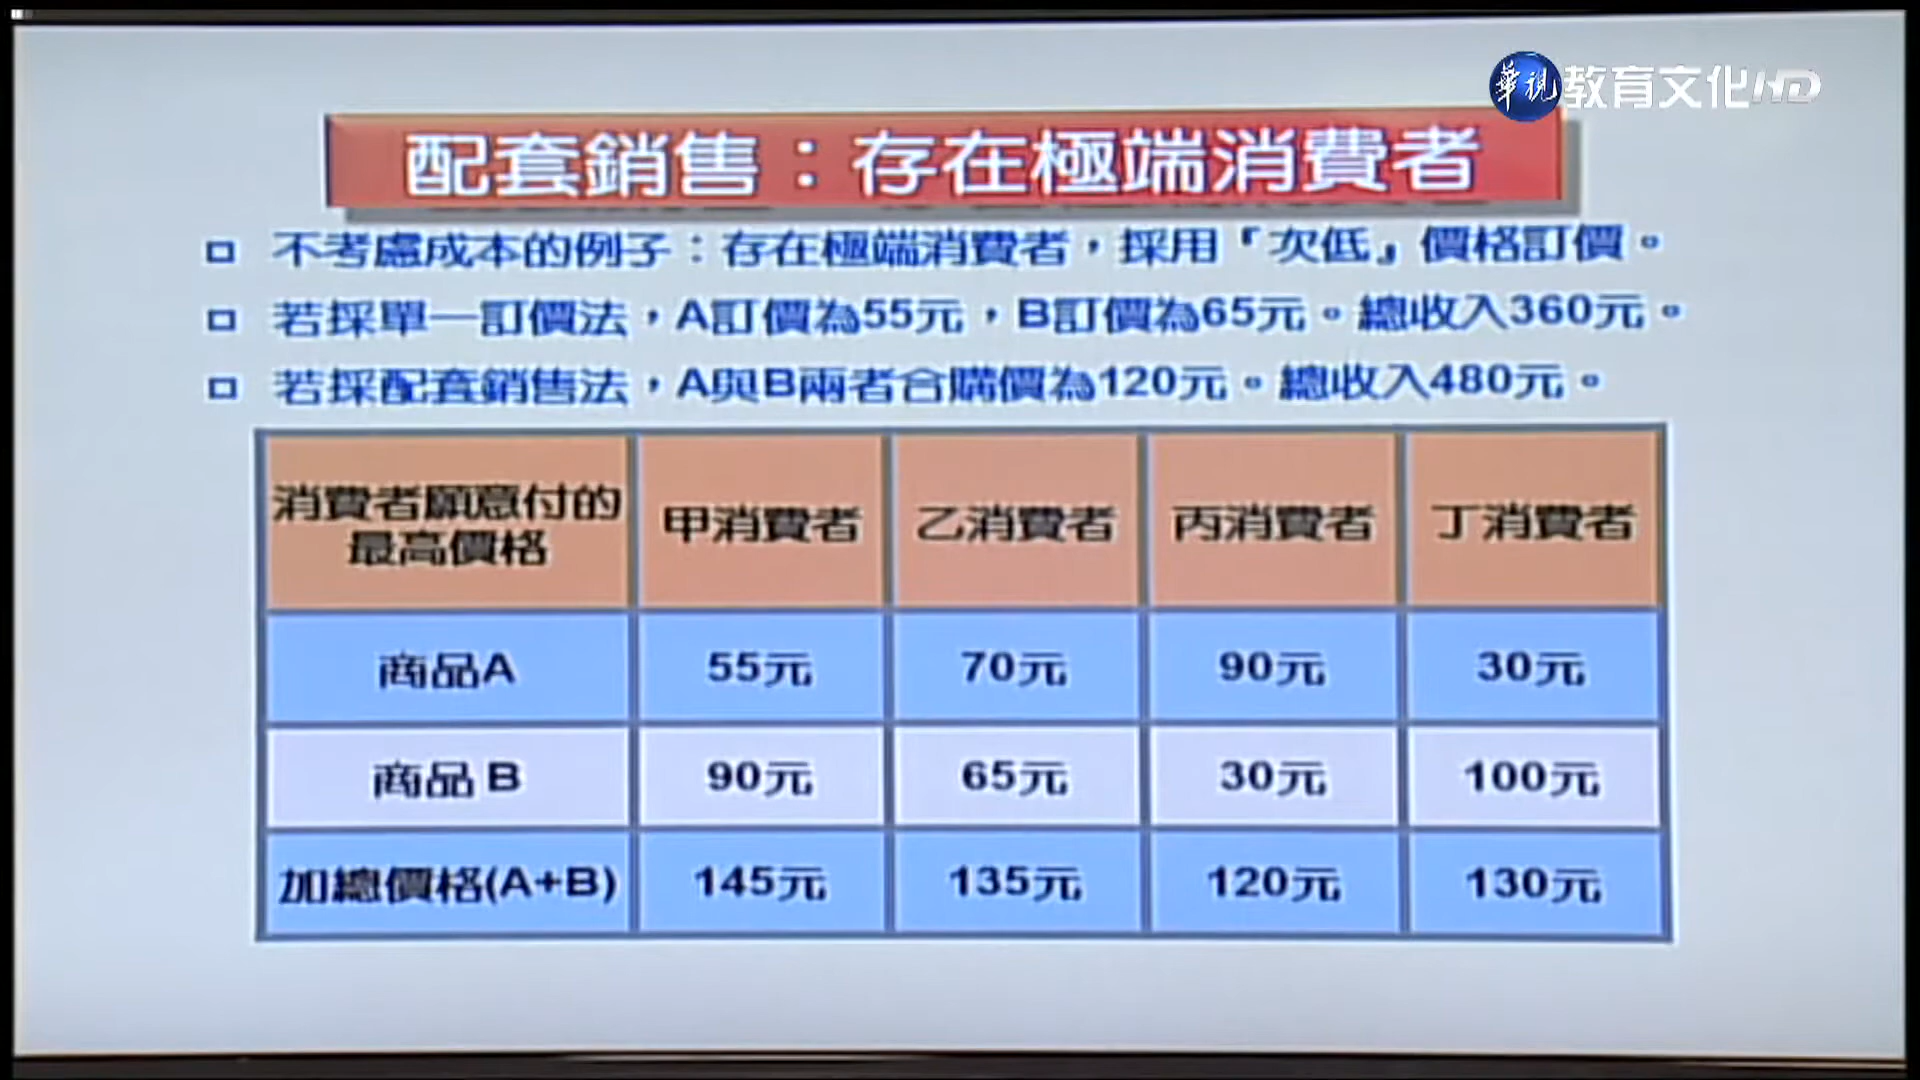 華視 教育文化HD
配套銷售：存在極端消費者
不考慮成本的例子：存在極端消費者，採用『次低』價格訂價。
若採單一訂價法，A訂價為55元，B訂價為65元。總收入360元。
若採配套銷售法，A與B兩者合購價為120元。總收入480元。
消費者願意付的
最高價格
甲消費者
乙消費者
丙消費者
丁消費者
商品A
55元
70元
90元
30元
商品 B
90元
65元
30元
100元
加總價格(A+B)
145元
135元
120元
130元